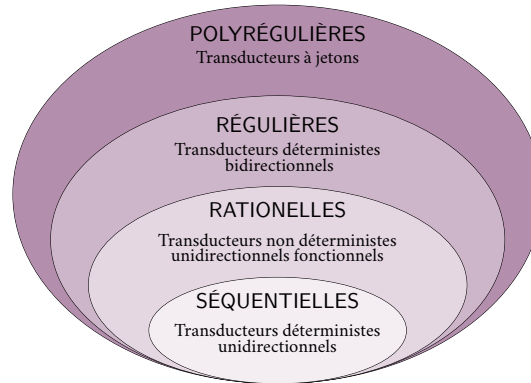 POLYRÉGULIÈRES
Transducteurs à jetons
RÉGULIÈRES
Transducteurs déterministes
bidirectionnels
RATIONELLES
Transducteurs non déterministes
unidirectionnels fonctionnels
SÉQUENTIELLES
Transducteurs déterministes
unidirectionnels